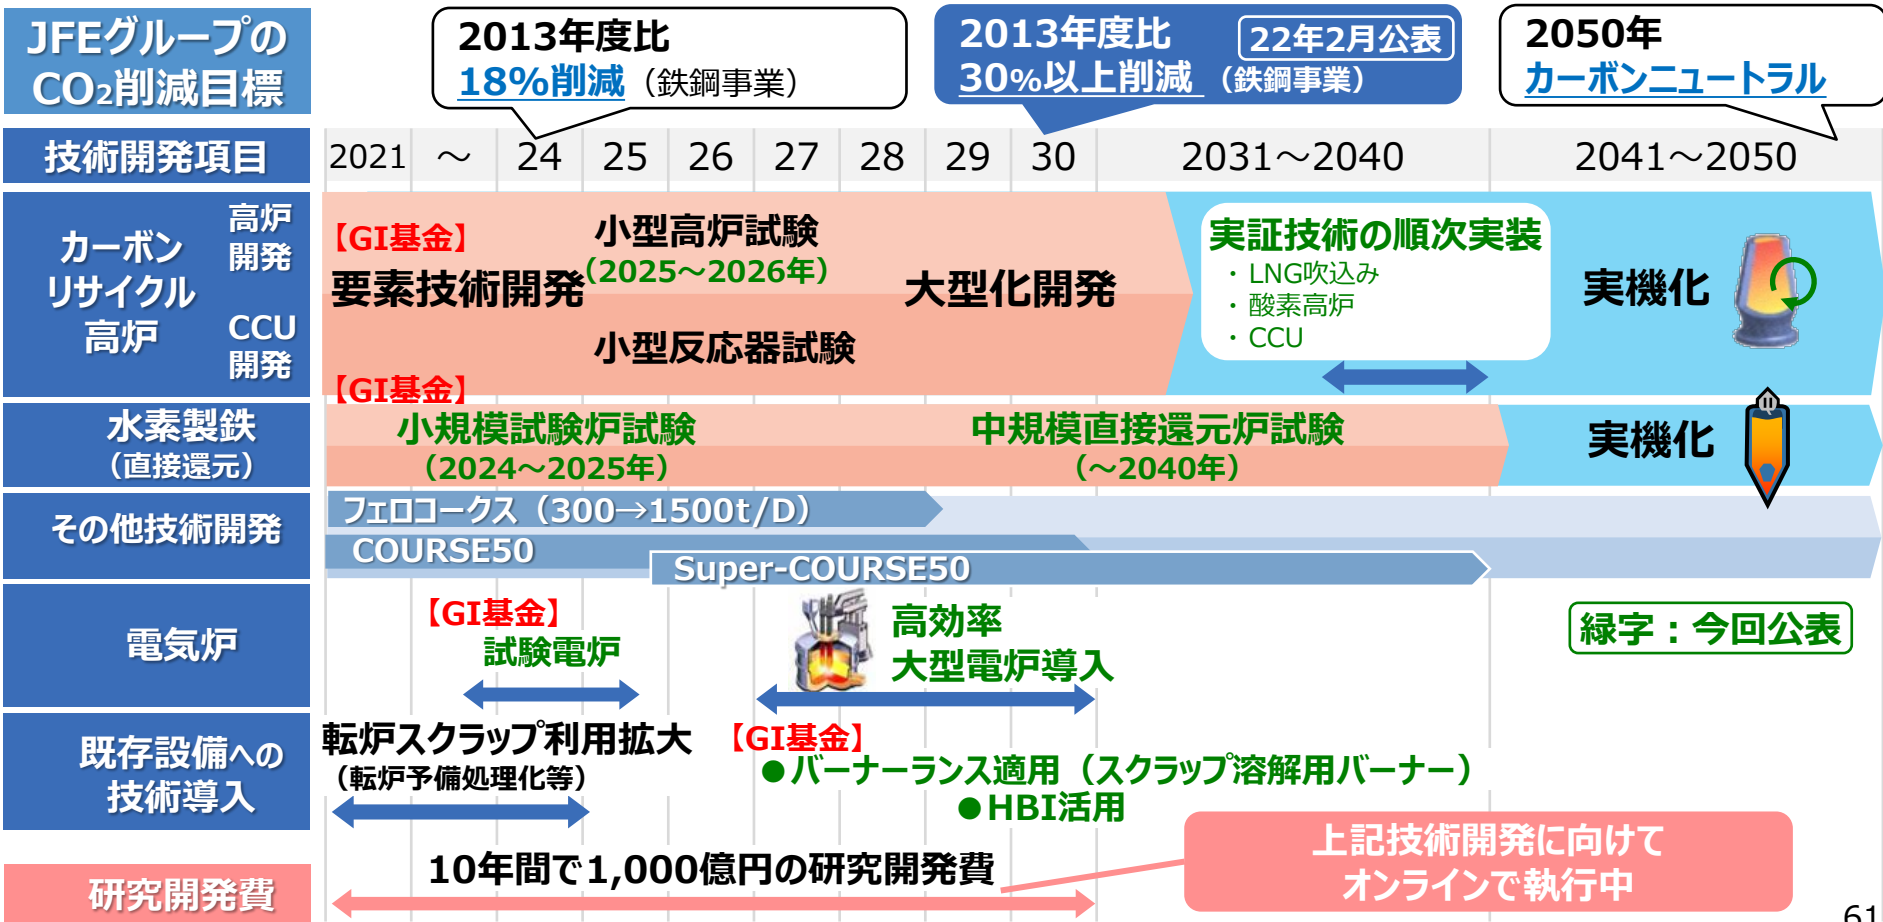 JFEグループの
CO₂削減目標
2013年度比
18%削減（鉄鋼事業）
2013年度比
22年2月公表
30%以上削減（鉄鋼事業）
2050年
カーボンニュートラル
技術開発項目
2021 ～ 24 25 26 27 28 29 30 2031～2040 2041～2050
カーボン
リサイクル
高炉
高炉
開発
CCU
開発
【GI基金】
要素技術開発
小型高炉試験
（2025～2026年）
小型反応器試験
大型化開発
【GI基金】
実証技術の順次実装
・LNG吹込み
・酸素高炉
・CCU
実機化
水素製鉄
（直接還元）
小規模試験炉試験
（2024～2025年）
中規模直接還元炉試験
（～2040年）
実機化
その他技術開発
フェロコークス（300→1500t/D）
COURSE50
Super-COURSE50
電気炉
【GI基金】
試験電炉
高効率
大型電炉導入
緑字：今回公表
既存設備への
技術導入
転炉スクラップ利用拡大
（転炉予備処理化等）
【GI基金】
●バーナーランス適用（スクラップ溶解用バーナー）
●HBI活用
研究開発費
10年間で1,000億円の研究開発費
上記技術開発に向けて
オンラインで執行中
61